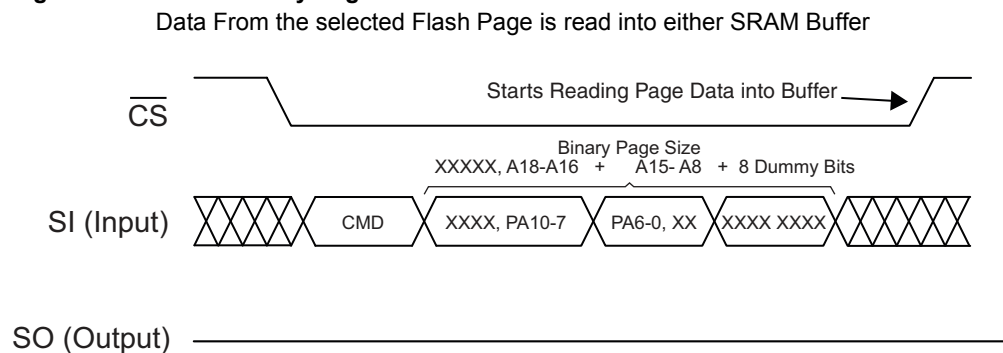 Data From the selected Flash Page is read into either SRAM Buffer
CS
Starts Reading Page Data into Buffer
Binary Page Size
XXXXX, A18-A16 + A15- A8 + 8 Dummy Bits
SI (Input)
CMD
XXXX, PA10-7
PA6-0, XX
XXXX XXXX
SO (Output)